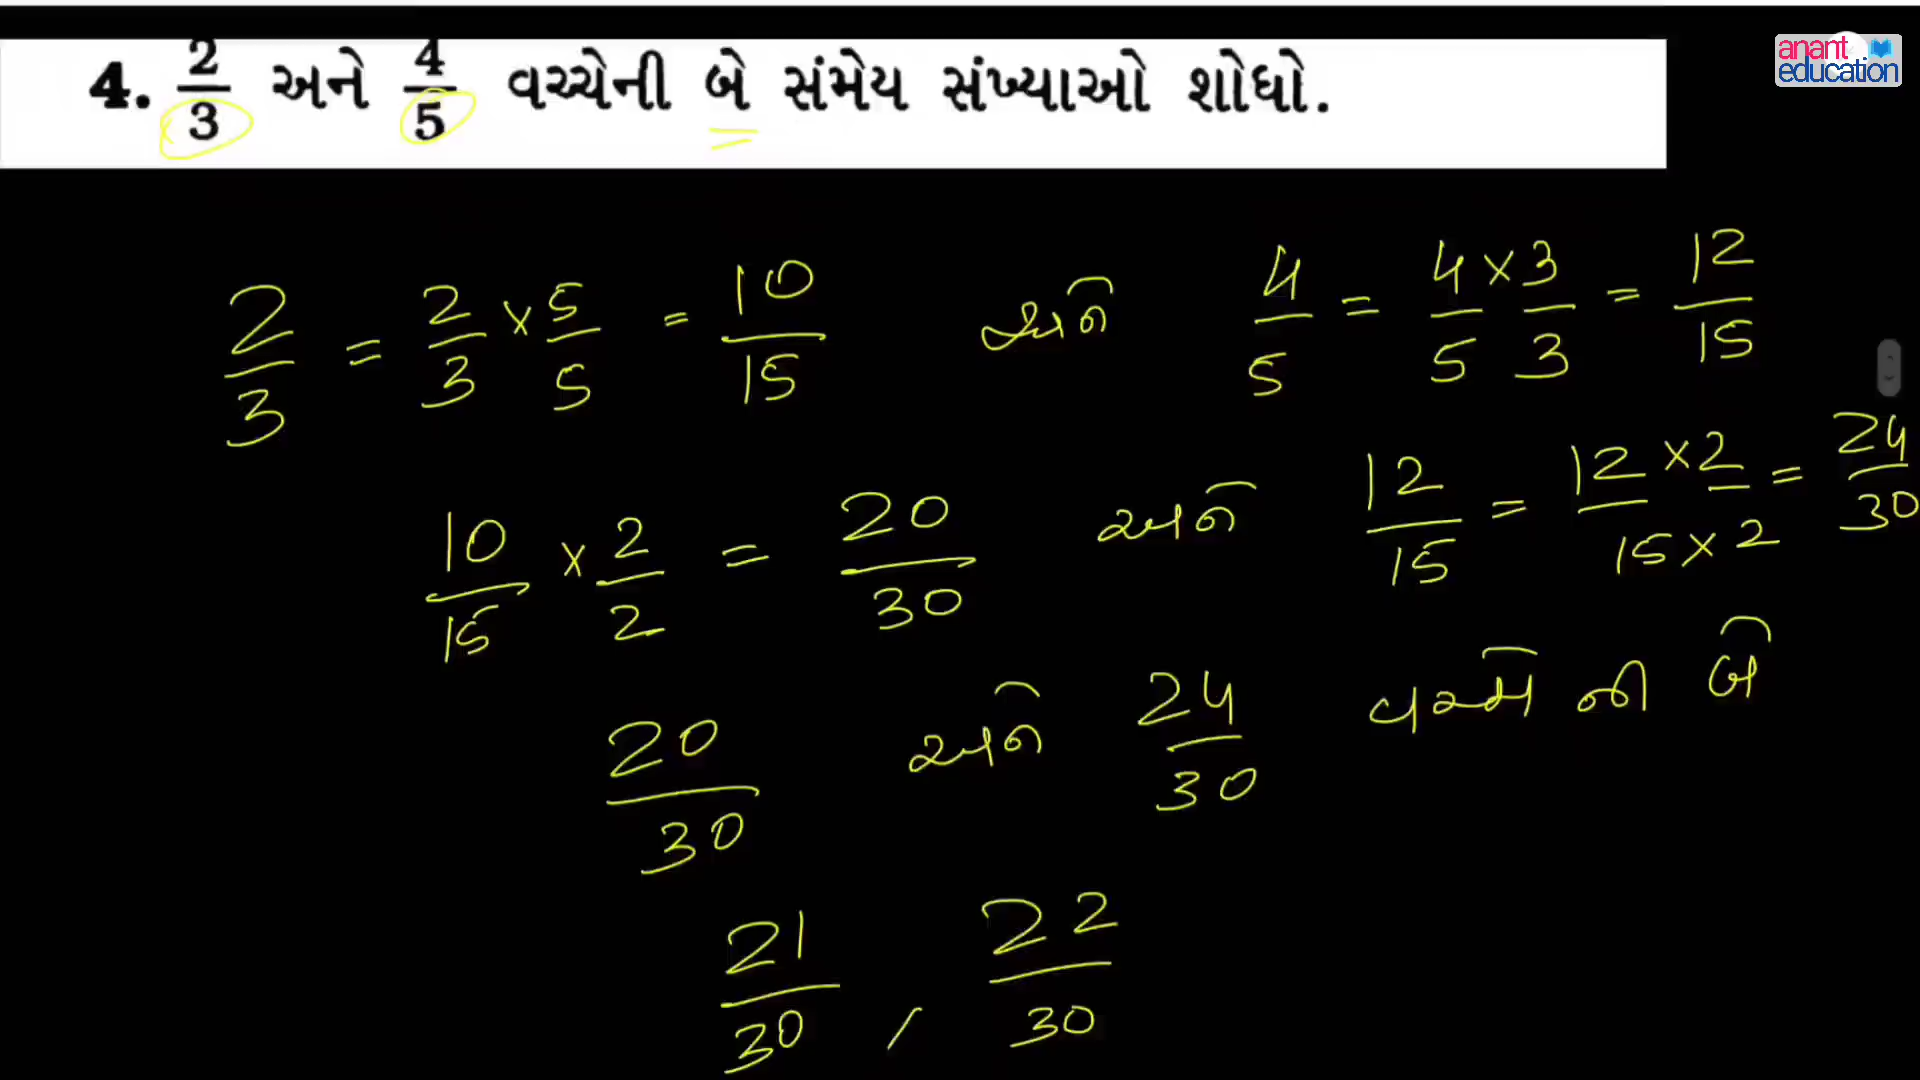 anant
education
4. 2/3 અને 4/5 વચ્ચેની બે સંમેય સંખ્યાઓ શોધો.
2/3 = 2/3 × 5/5 = 10/15 અને 4/5 = 4×3/5 3 = 12/15
10/15 × 2/2 = 20/30 અને 12/15 = 12×2/15×2 = 24/30
20/30 અને 24/30 વચ્ચે ની બે
21/30 , 22/30